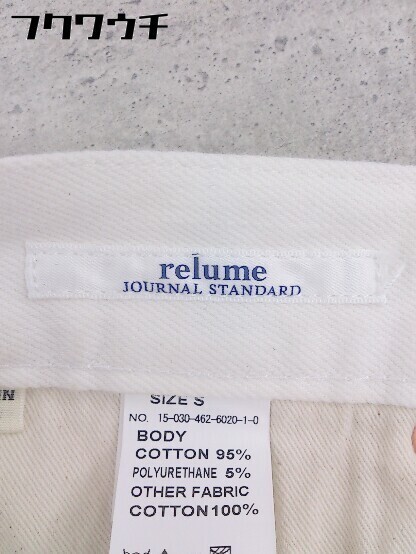 フクウウチ
relume
JOURNAL STANDARD
SIZE S
NO. 15-030-462-6020-1-0
BODY
COTTON 95%
POLYURETHANE 5%
OTHER FABRIC
COTTON100%